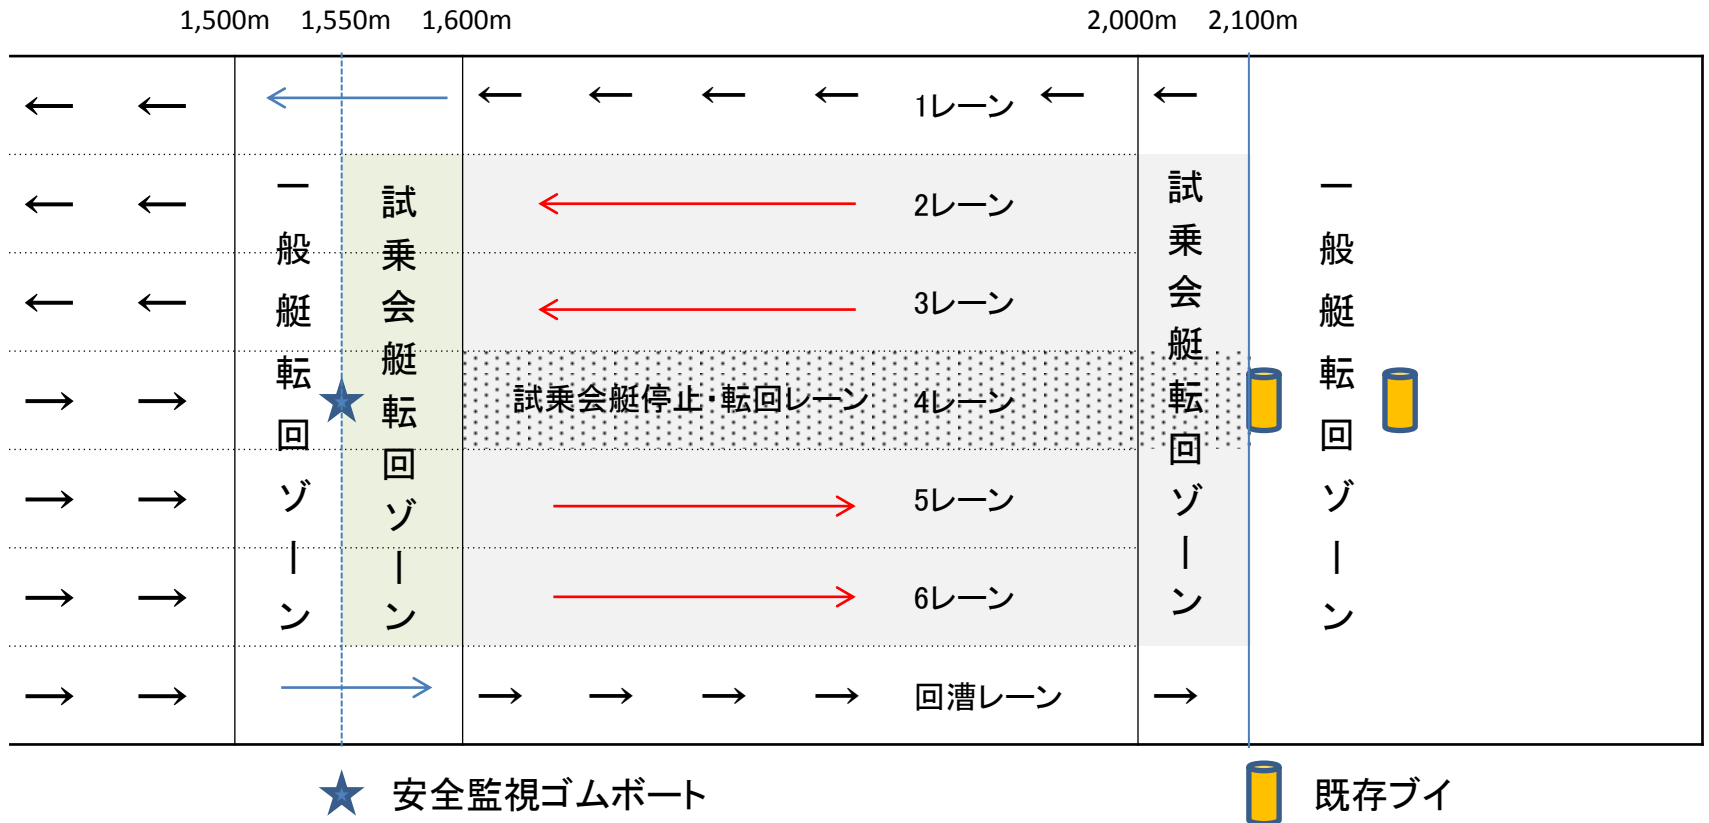 1,500m 1,550m 1,600m 2,000m 2,100m
1レーン
2レーン
3レーン
試乗会艇停止・転回レーン 4レーン
5レーン
6レーン
回漕レーン
一般艇転回ゾーン
試乗会艇転回ゾーン
試乗会艇転回ゾーン
一般艇転回ゾーン
安全監視ゴムボート
既存ブイ